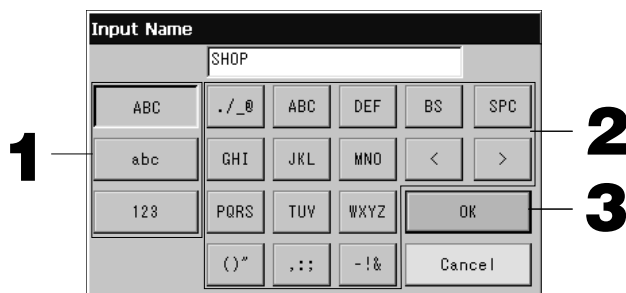 Input Name
SHOP
ABC ./_@ ABC DEF BS SPC
abc GHI JKL MNO < >
123 PQRS TUV WXYZ OK
()" ,:; -!& Cancel
1
2
3